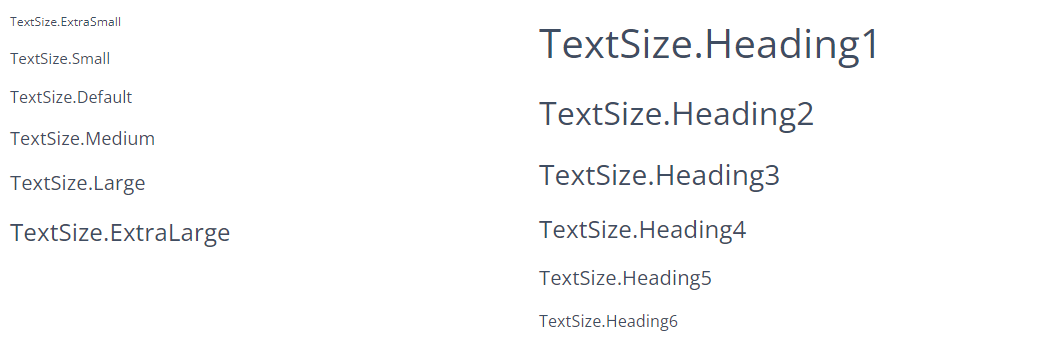 TextSize.ExtraSmall
TextSize.Small
TextSize.Default
TextSize.Medium
TextSize.Large
TextSize.ExtraLarge
TextSize.Heading1
TextSize.Heading2
TextSize.Heading3
TextSize.Heading4
TextSize.Heading5
TextSize.Heading6